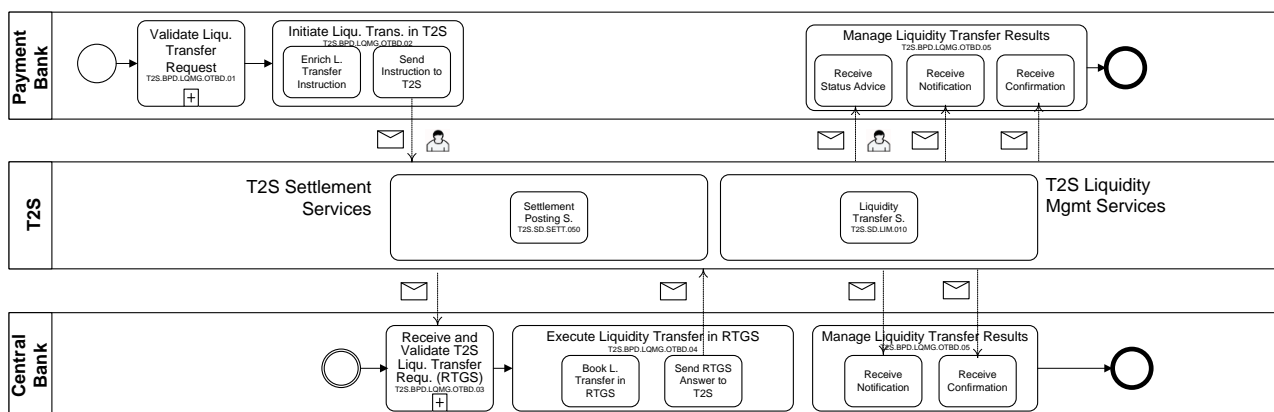 Payment
Bank
Validate Liqu.
Transfer
Request
T2S.BPD.LQMG.OTBD.01
+
Initiate Liqu. Trans. in T2S
T2S.BPD.LQMG.OTBD.02
Enrich L.
Transfer
Instruction
Send
Instruction to
T2S
Manage Liquidity Transfer Results
T2S.BPD.LQMG.OTBD.05
Receive
Status Advice
Receive
Notification
Receive
Confirmation
T2S
T2S Settlement
Services
Settlement
Posting S.
T2S.SD.SETT.050
Liquidity
Transfer S.
T2S.SD.LIM.010
T2S Liquidity
Mgmt Services
Central
Bank
Receive and
Validate T2S
Liqu. Transfer
Requ. (RTGS)
T2S.BPD.LQMG.OTBD.03
+
Execute Liquidity Transfer in RTGS
T2S.BPD.LQMG.OTBD.04
Book L.
Transfer in
RTGS
Send RTGS
Answer to
T2S
Manage Liquidity Transfer Results
T2S.BPD.LQMG.OTBD.05
Receive
Notification
Receive
Confirmation